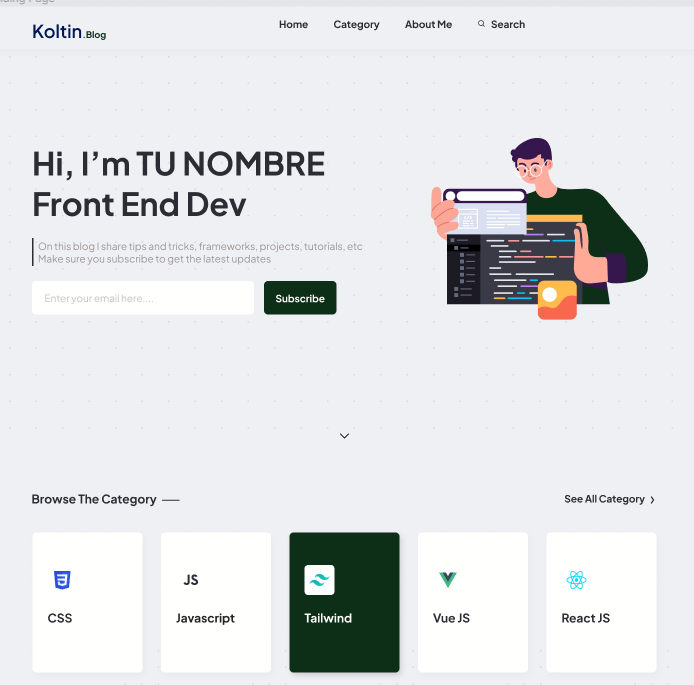 Koltin.Blog
Home Category About Me Search
Hi, I'm TU NOMBRE
Front End Dev
On this blog I share tips and tricks, frameworks, projects, tutorials, etc
Make sure you subscribe to get the latest updates
Enter your email here....
Subscribe
Browse The Category
See All Category
JS
CSS
Javascript
Tailwind
Vue JS
React JS